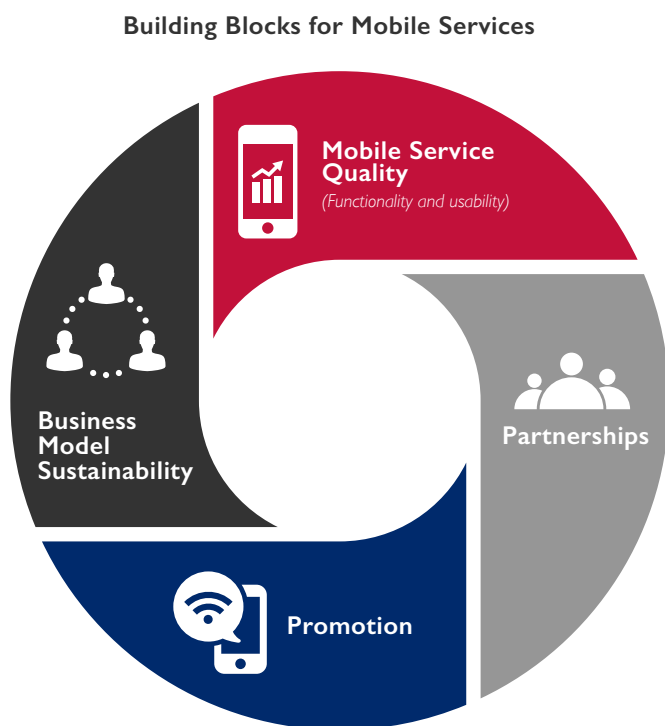 Building Blocks for Mobile Services
Mobile Service
Quality
(Functionality and usability)
Partnerships
Promotion
Business
Model
Sustainability